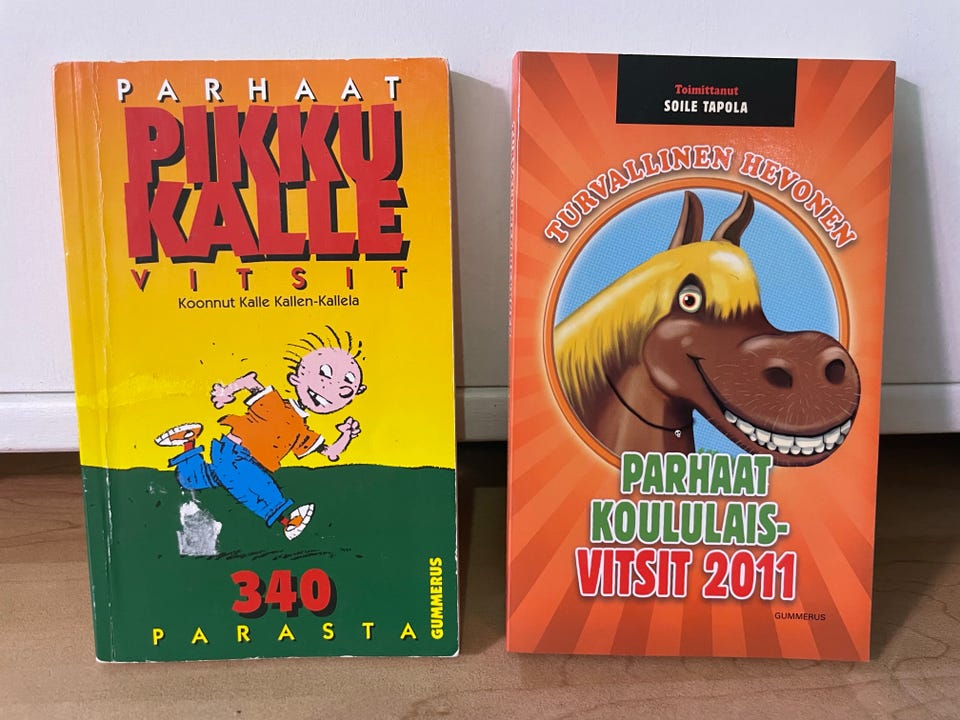 PARHAAT
PIKKU
KALLE
VITSIT
Koonnut Kalle Kallen-Kallela
340
PARASTA
GUMMERUS
Toimittanut
SOILE TAPOLA
TURVALLINEN HEVONEN
PARHAAT
KOULULAIS-
VITSIT 2011
GUMMERUS